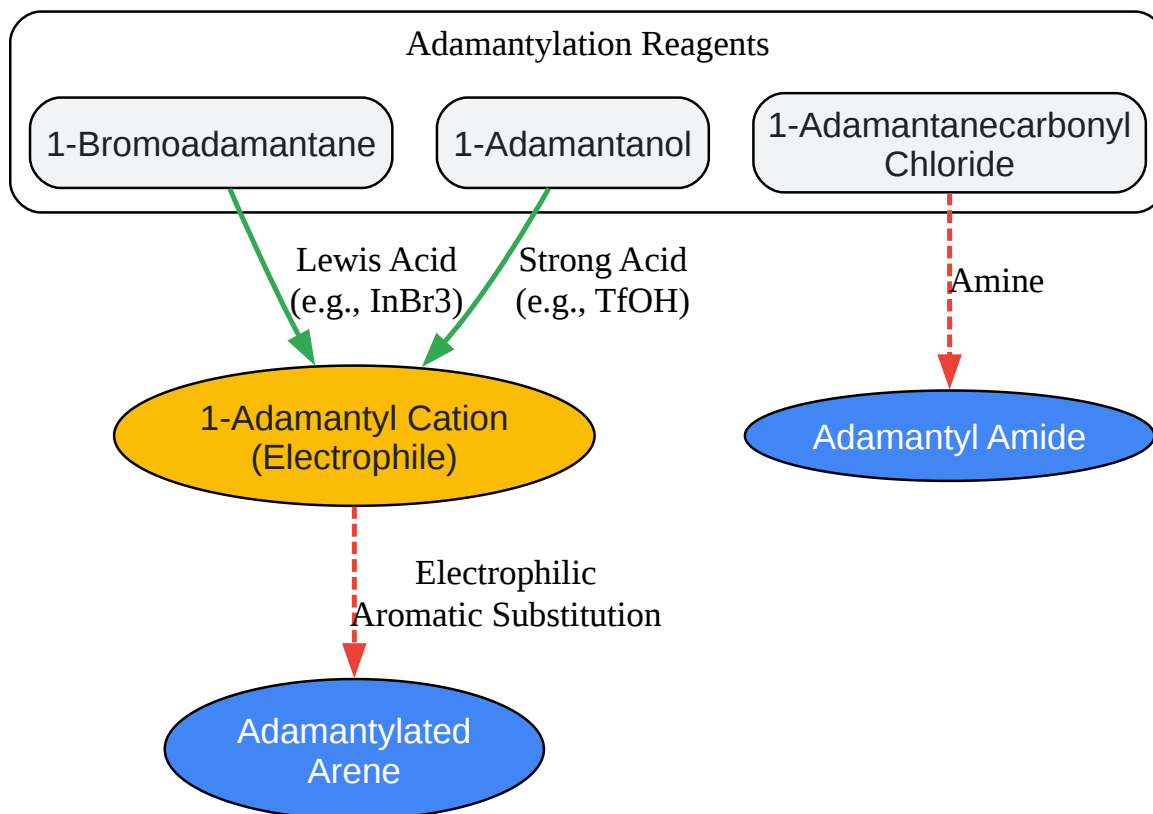 Adamantylation Reagents
1-Bromoadamantane
1-Adamantanol
1-Adamantanecarbonyl
Chloride
Lewis Acid
(e.g., InBr3)
Strong Acid
(e.g., TfOH)
Amine
1-Adamantyl Cation
(Electrophile)
Adamantyl Amide
Electrophilic
Aromatic Substitution
Adamantylated
Arene